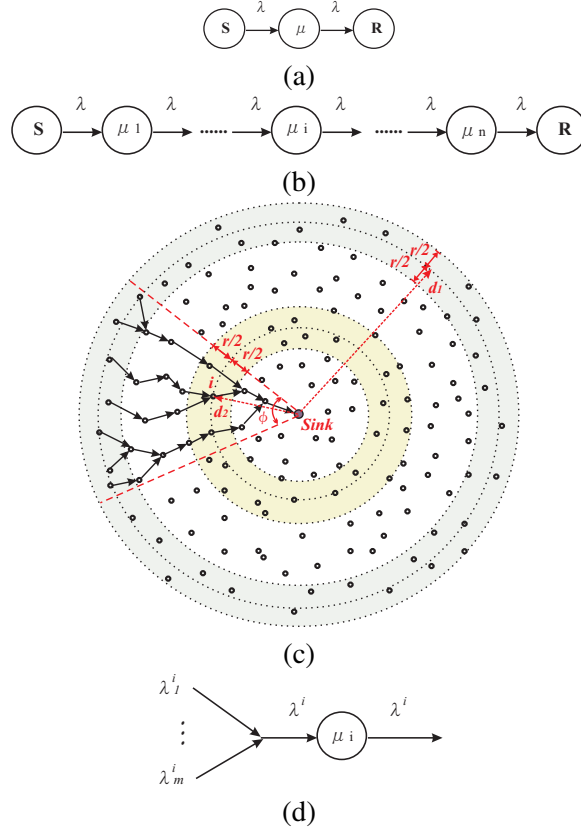 λ λ
S μ R
(a)
λ λ λ λ λ λ
S μ 1 ...... μ i ...... μ n R
(b)
r/2 r/2
d1
r/2
r/2
i
d2
ϕ
Sink
(c)
λ^i_1
λ^i λ^i
⋮ μ i
λ^i_m
(d)